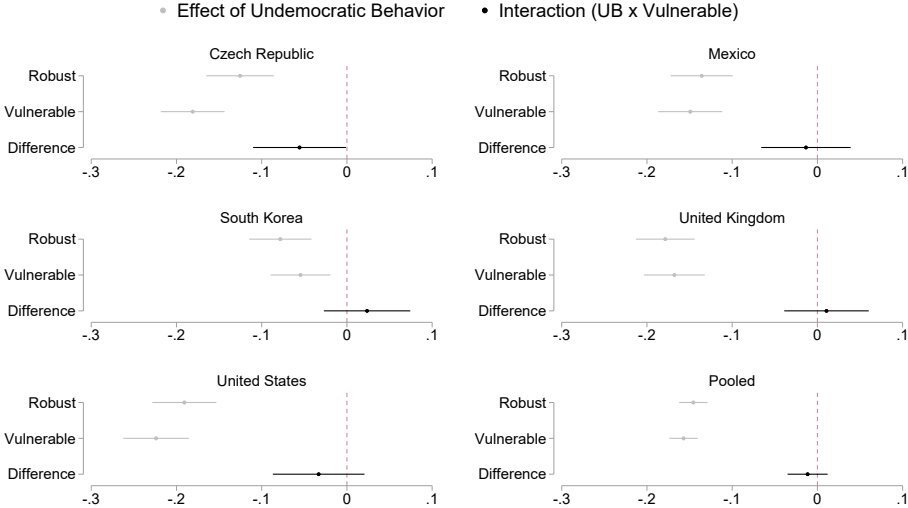 Effect of Undemocratic Behavior Interaction (UB x Vulnerable)
Czech Republic
Robust
Vulnerable
Difference
-.3 -.2 -.1 0 .1
Mexico
Robust
Vulnerable
Difference
-.3 -.2 -.1 0 .1
South Korea
Robust
Vulnerable
Difference
-.3 -.2 -.1 0 .1
United Kingdom
Robust
Vulnerable
Difference
-.3 -.2 -.1 0 .1
United States
Robust
Vulnerable
Difference
-.3 -.2 -.1 0 .1
Pooled
Robust
Vulnerable
Difference
-.3 -.2 -.1 0 .1